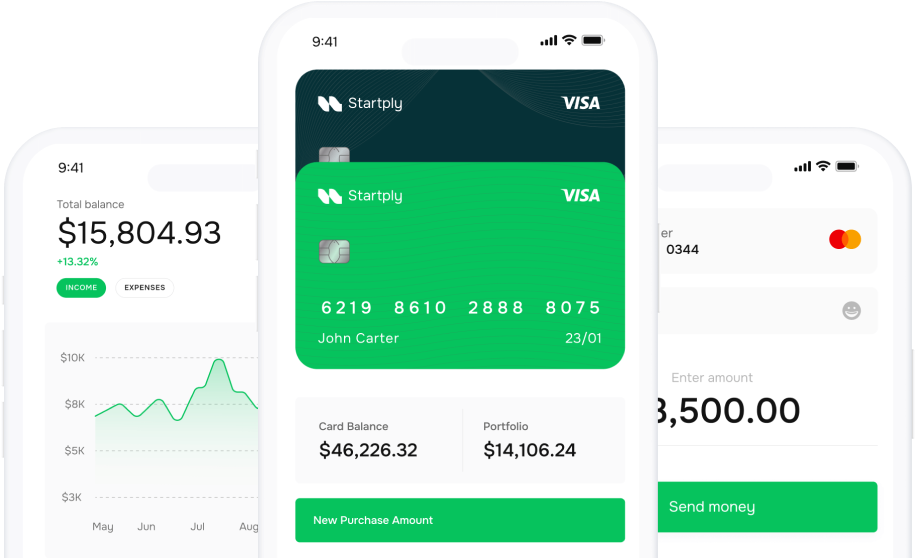 9:41
Total balance
$15,804.93
+13.32%
INCOME
EXPENSES
$10K
$8K
$5K
$3K
May Jun Jul Aug
9:41
Startply
VISA
Startply
VISA
6219 8610 2888 8075
John Carter
23/01
Card Balance
$46,226.32
Portfolio
$14,106.24
New Purchase Amount
er
0344
Enter amount
3,500.00
Send money